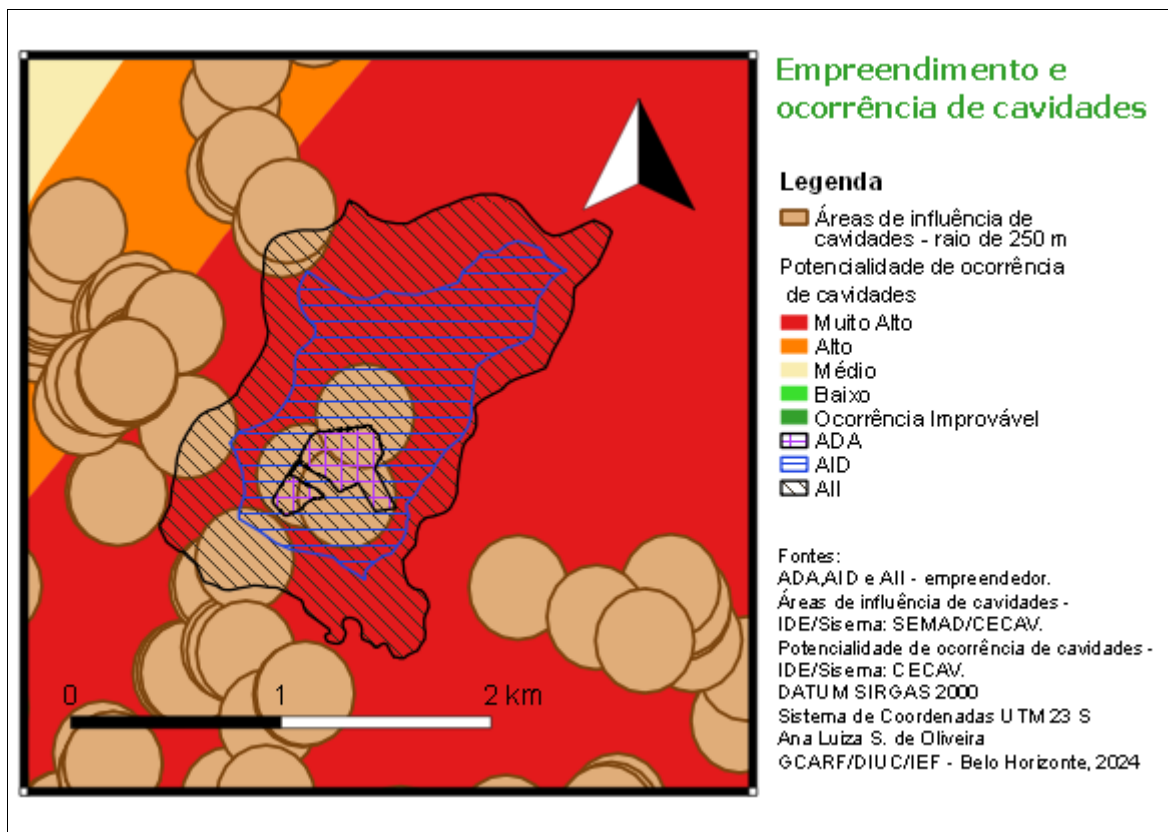 Empreendimento e
ocorrência de cavidades
Legenda
Áreas de influência de
cavidades - raio de 250 m
Potencialidade de ocorrência
de cavidades
Muito Alto
Alto
Médio
Baixo
Ocorrência Improvável
ADA
AID
AII
0 1 2 km
Fontes:
ADA,AID e AII - empreendedor.
Áreas de influência de cavidades -
IDE/Sisema: SEMAD/CECAV.
Potencialidade de ocorrência de cavidades -
IDE/Sisema: CECAV.
DATUM SIRGAS 2000
Sistema de Coordenadas UTM 23 S
Ana Luiza S. de Oliveira
GCARF/DIUC/IEF - Belo Horizonte, 2024